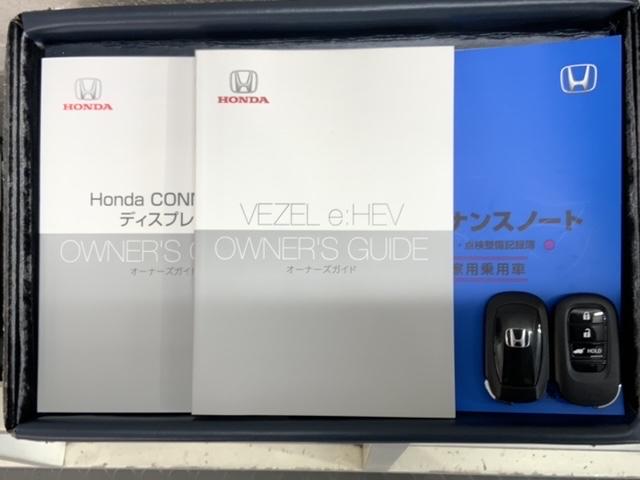 HONDA
Honda CONN
ディスプレ
OWNER'S G
オーナーズガイド
HONDA
VEZEL e:HEV
OWNER'S GUIDE
オーナーズガイド
ナンスノート
・点検整備記録簿
家用乗用車
HOLD